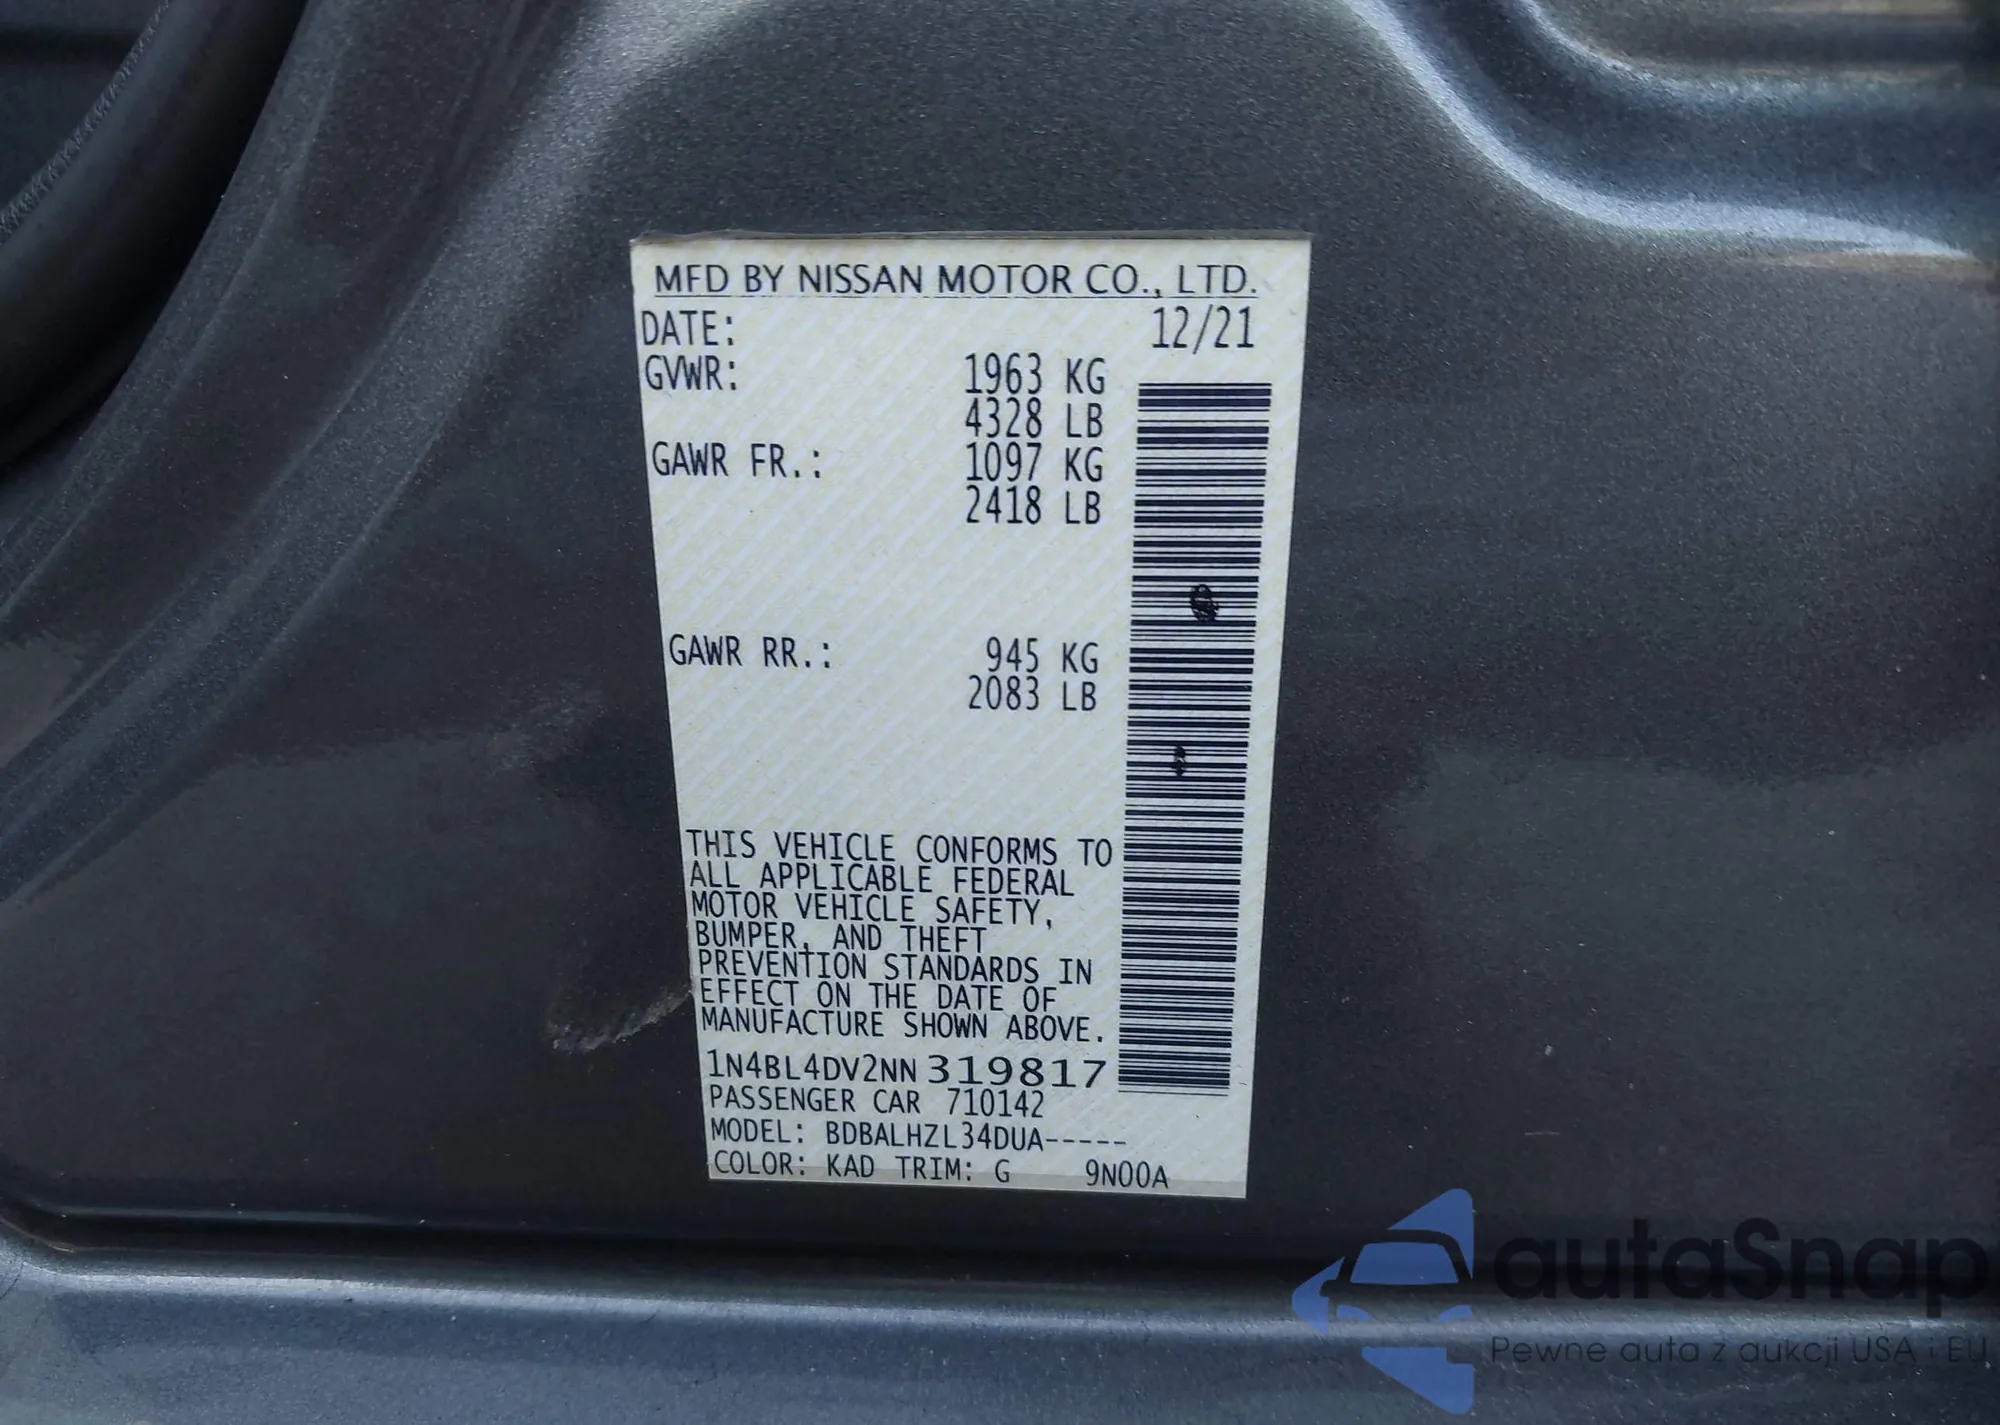 MFD BY NISSAN MOTOR CO., LTD.
DATE: 12/21
GVWR: 1963 KG
4328 LB
GAWR FR.: 1097 KG
2418 LB
GAWR RR.: 945 KG
2083 LB
THIS VEHICLE CONFORMS TO
ALL APPLICABLE FEDERAL
MOTOR VEHICLE SAFETY,
BUMPER, AND THEFT
PREVENTION STANDARDS IN
EFFECT ON THE DATE OF
MANUFACTURE SHOWN ABOVE.
1N4BL4DV2NN319817
PASSENGER CAR 710142
MODEL: BDBALHZL34DUA-----
COLOR: KAD TRIM: G 9N00A
autaSnap
Pewne auta z aukcji USA i EU